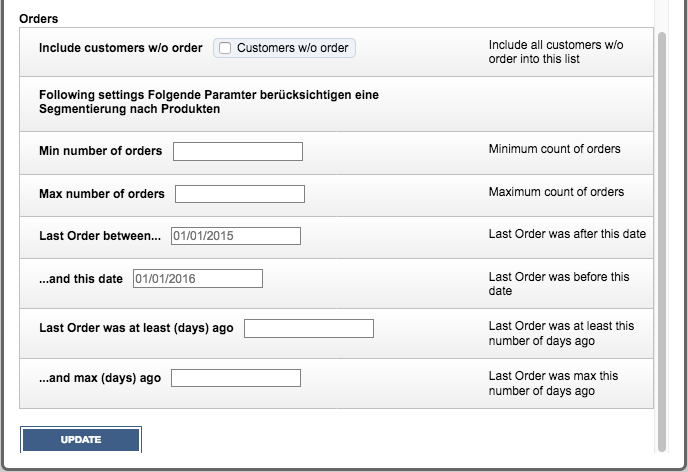 Orders
Include customers w/o order
Customers w/o order
Include all customers w/o
order into this list
Following settings Folgende Paramter berücksichtigen eine
Segmentierung nach Produkten
Min number of orders
Minimum count of orders
Max number of orders
Maximum count of orders
Last Order between...
01/01/2015
Last Order was after this date
...and this date
01/01/2016
Last Order was before this
date
Last Order was at least (days) ago
Last Order was at least this
number of days ago
...and max (days) ago
Last Order was max this
number of days ago
UPDATE